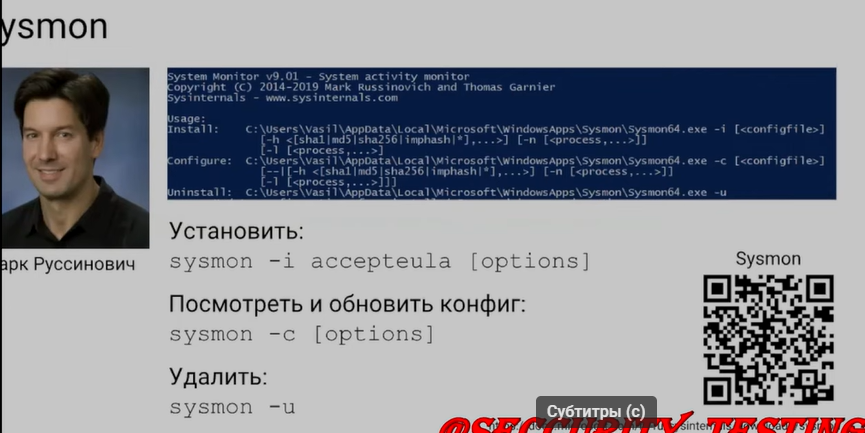 ysmon
System Monitor v9.01 - System activity monitor
Copyright (C) 2014-2019 Mark Russinovich and Thomas Garnier
Sysinternals - www.sysinternals.com
Usage:
Install: C:\Users\Vasil\AppData\Local\Microsoft\WindowsApps\Sysmon\Sysmon64.exe -i [<configfile>]
[-h <[sha1|md5|sha256|imphash|*],...>] [-n [<process,...>]]
[-l [<process,...>]
Configure: C:\Users\Vasil\AppData\Local\Microsoft\WindowsApps\Sysmon\Sysmon64.exe -c [<configfile>]
[--|[-h <[sha1|md5|sha256|imphash|*],...>] [-n [<process,...>]]
[-l [<process,...>]]]
Uninstall: C:\Users\Vasil\AppData\Local\Microsoft\WindowsApps\Sysmon\Sysmon64.exe -u
арк Руссинович
Установить:
sysmon -i accepteula [options]
Посмотреть и обновить конфиг:
sysmon -c [options]
Удалить:
sysmon -u
Sysmon
Субтитры (c)
@SECURITY_TESTING